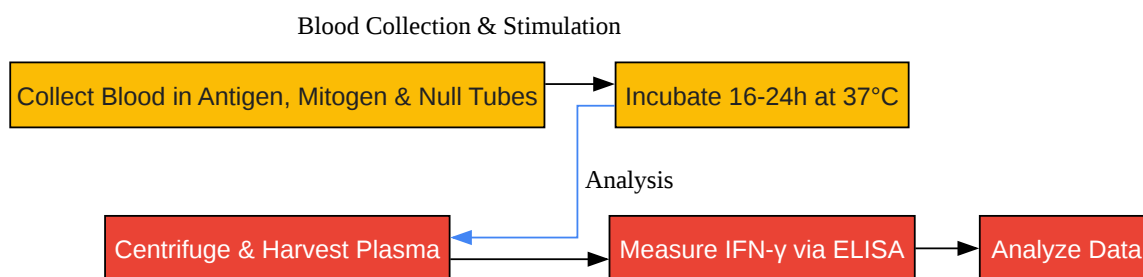 Blood Collection & Stimulation
Collect Blood in Antigen, Mitogen & Null Tubes
Incubate 16-24h at 37°C
Analysis
Centrifuge & Harvest Plasma
Measure IFN-γ via ELISA
Analyze Data